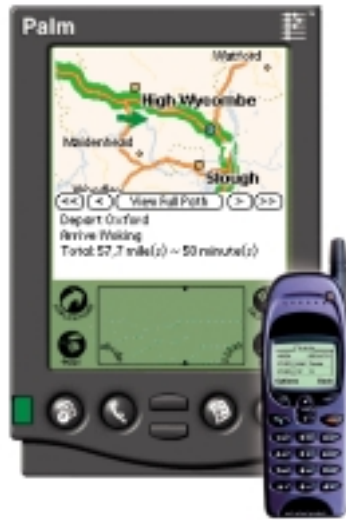 Palm
Watford
High Wycombe
Maidenhead
Slough
<<
<
View Full Path
>
>>
Depart Oxford
Arrive Woking
Total: 57,7 mile(s) ~ 50 minute(s)